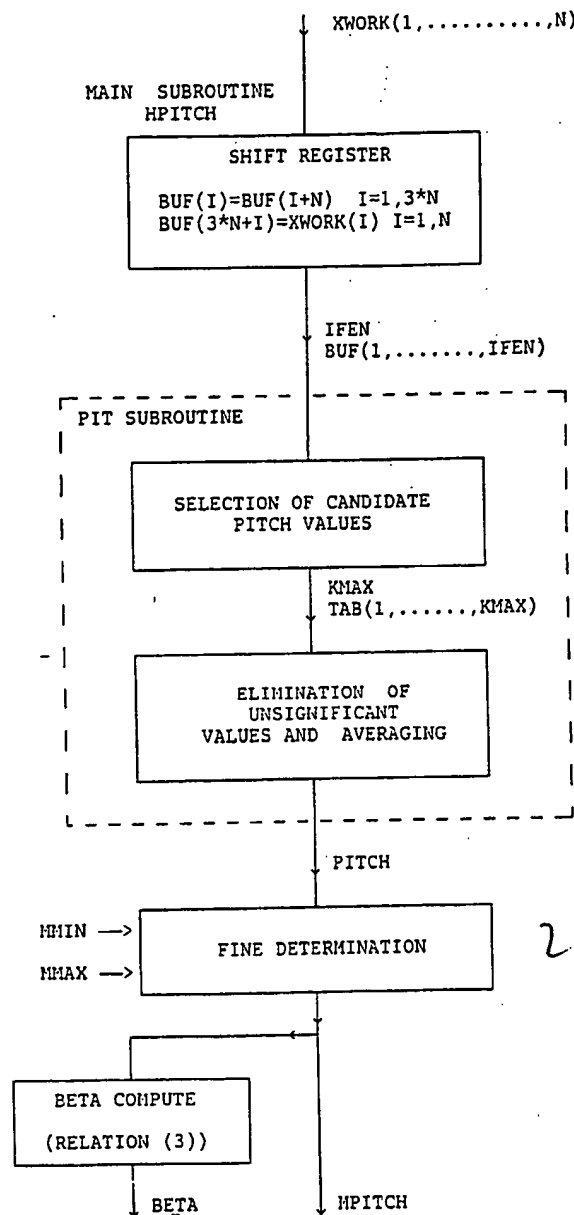 XWORK(1,..........,N)
MAIN SUBROUTINE
HPITCH
SHIFT REGISTER
BUF(I)=BUF(I+N) I=1,3*N
BUF(3*N+I)=XWORK(I) I=1,N
IFEN
BUF(1,.......,IFEN)
PIT SUBROUTINE
SELECTION OF CANDIDATE
PITCH VALUES
KMAX
TAB(1,......,KMAX)
ELIMINATION OF
UNSIGNIFICANT
VALUES AND AVERAGING
PITCH
MMIN -->
MMAX -->
FINE DETERMINATION
2
BETA COMPUTE
(RELATION (3))
BETA
MPITCH